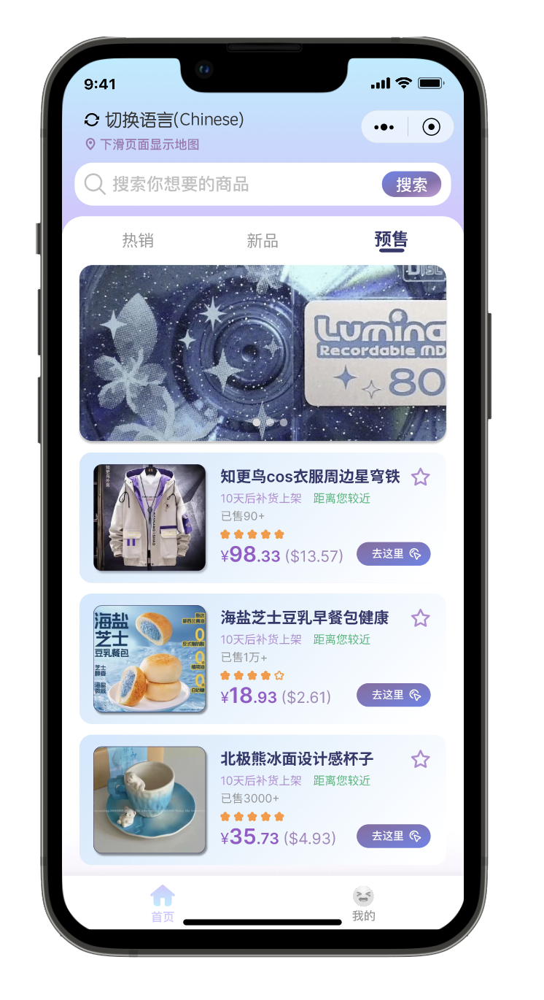 9:41
切换语言(Chinese)
下滑页面显示地图
搜索你想要的商品
搜索
热销
新品
预售
Disc
Lumina
Recordable MD
80
知更鸟cos衣服周边星穹铁
10天后补货上架 距离您较近
已售90+
¥98.33 ($13.57)
去这里
海盐
芝士
豆乳餐包
芝士
海盐
0
0
0
海盐芝士豆乳早餐包健康
10天后补货上架 距离您较近
已售1万+
¥18.93 ($2.61)
去这里
北极熊冰面设计感杯子
10天后补货上架 距离您较近
已售3000+
¥35.73 ($4.93)
去这里
首页
我的